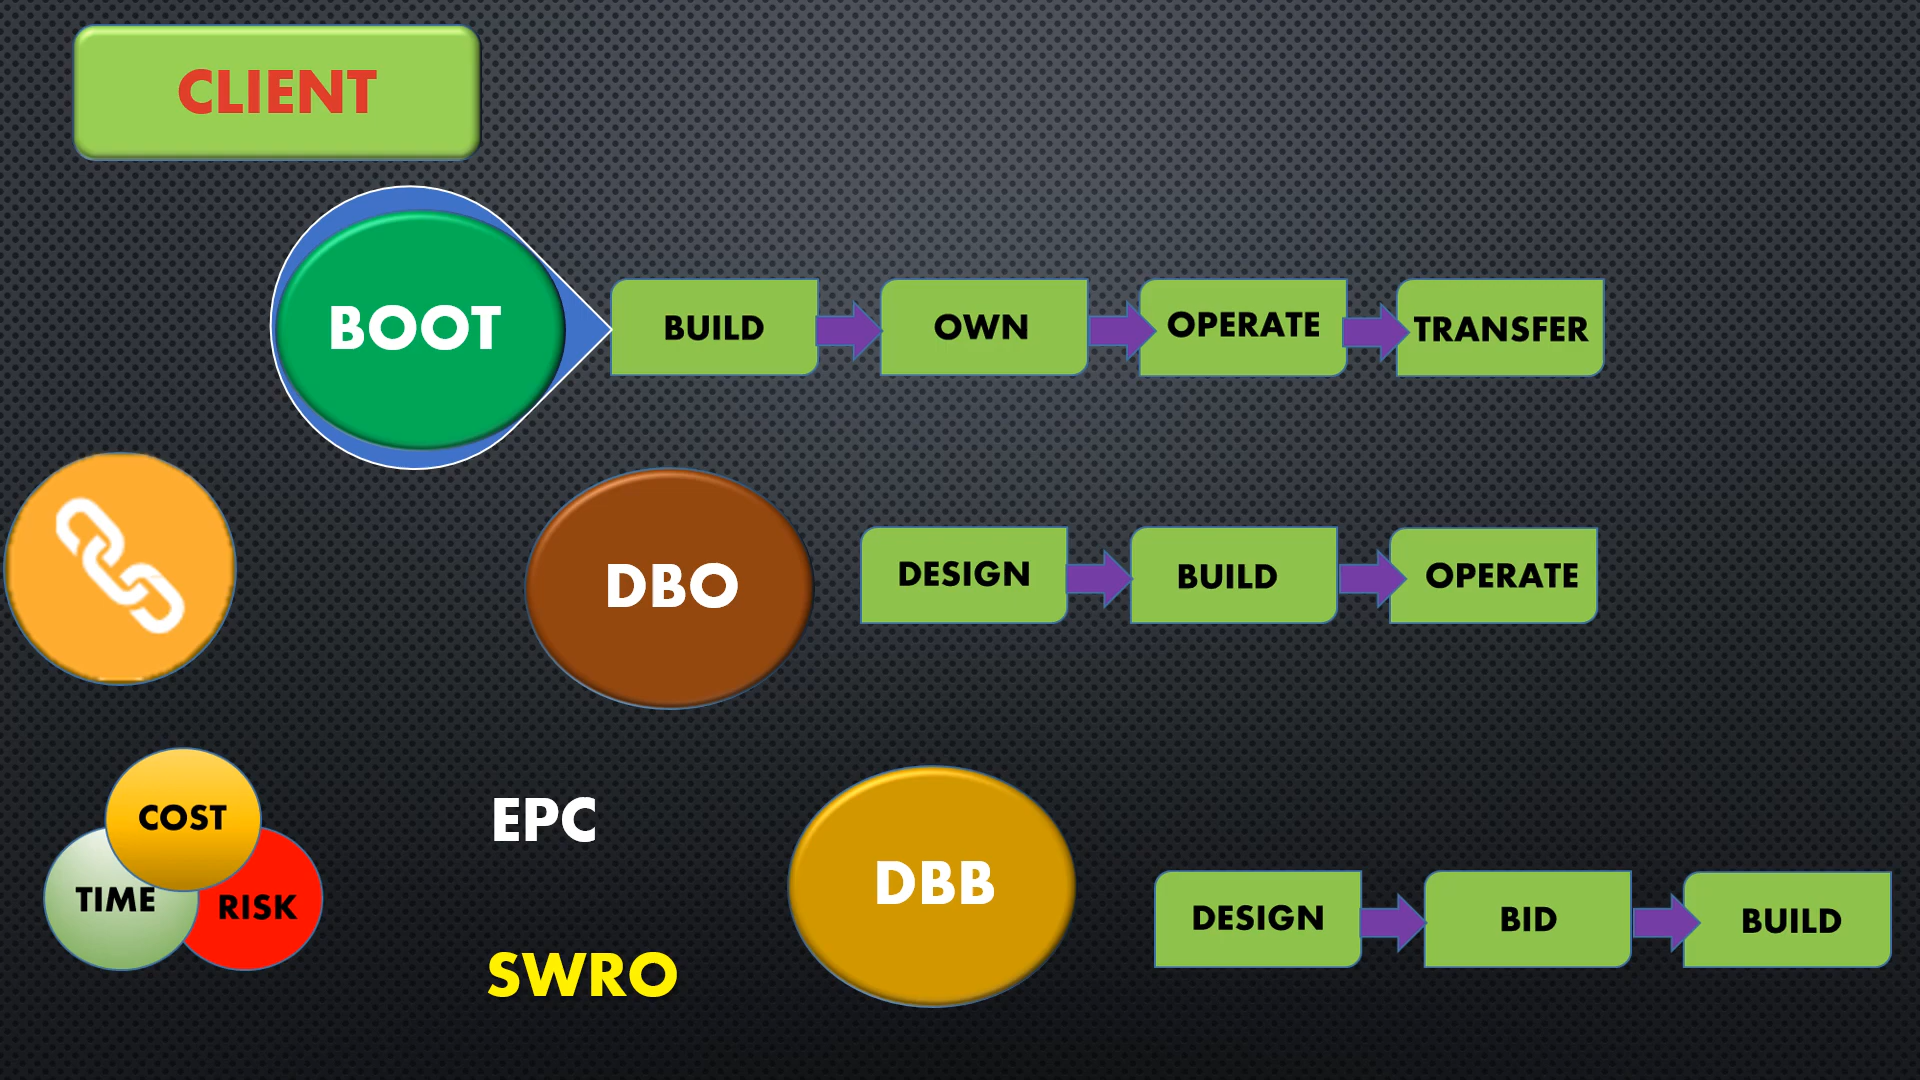 CLIENT
BOOT
BUILD
OWN
OPERATE
TRANSFER
DBO
DESIGN
BUILD
OPERATE
COST
TIME
RISK
EPC
SWRO
DBB
DESIGN
BID
BUILD